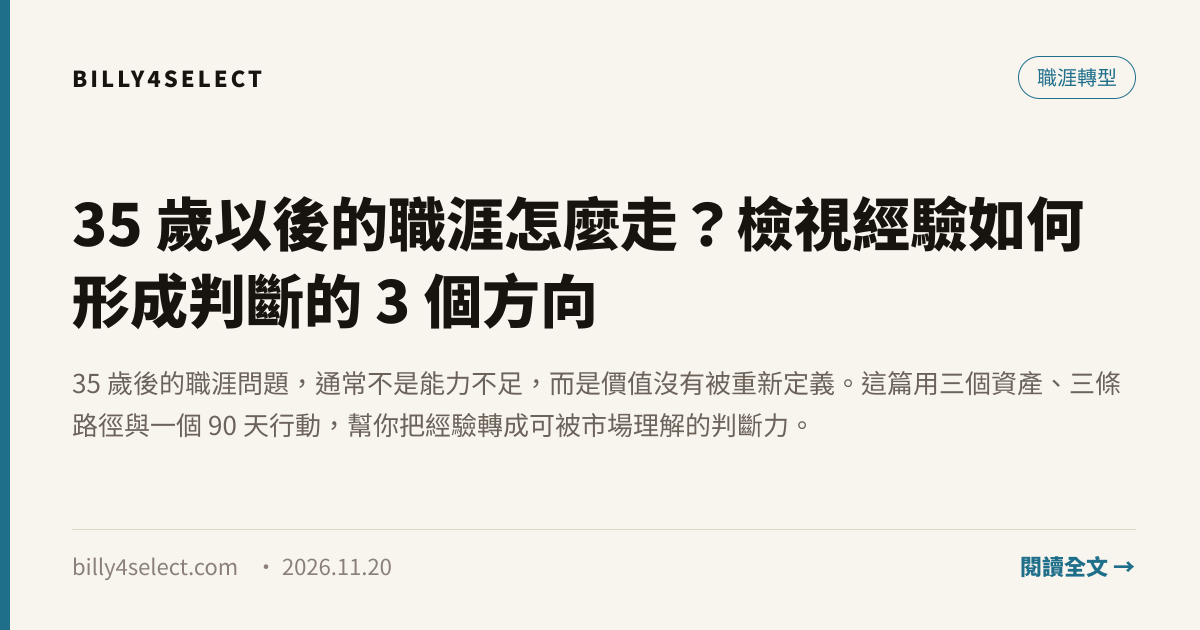 BILLY4SELECT
職涯轉型
35 歲以後的職涯怎麼走？檢視經驗如何
形成判斷的 3 個方向
35 歲後的職涯問題，通常不是能力不足，而是價值沒有被重新定義。這篇用三個資產、三條
路徑與一個 90 天行動，幫你把經驗轉成可被市場理解的判斷力。
billy4select.com ・ 2026.11.20
閱讀全文 →